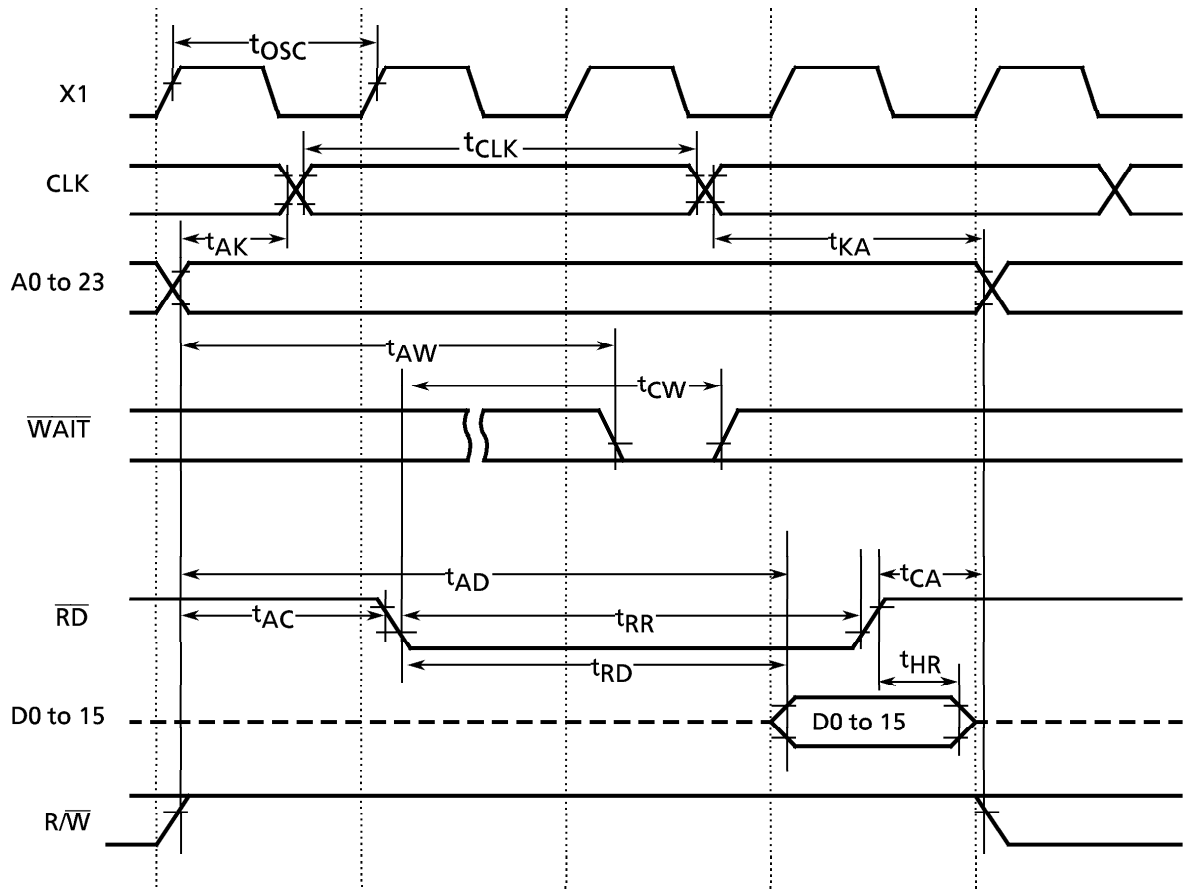 tOSC
X1
tCLK
CLK
tAK
tKA
A0 to 23
tAW
tCW
WAIT
tAD
tCA
RD
tAC
tRR
tRD
tHR
D0 to 15
D0 to 15
R/W